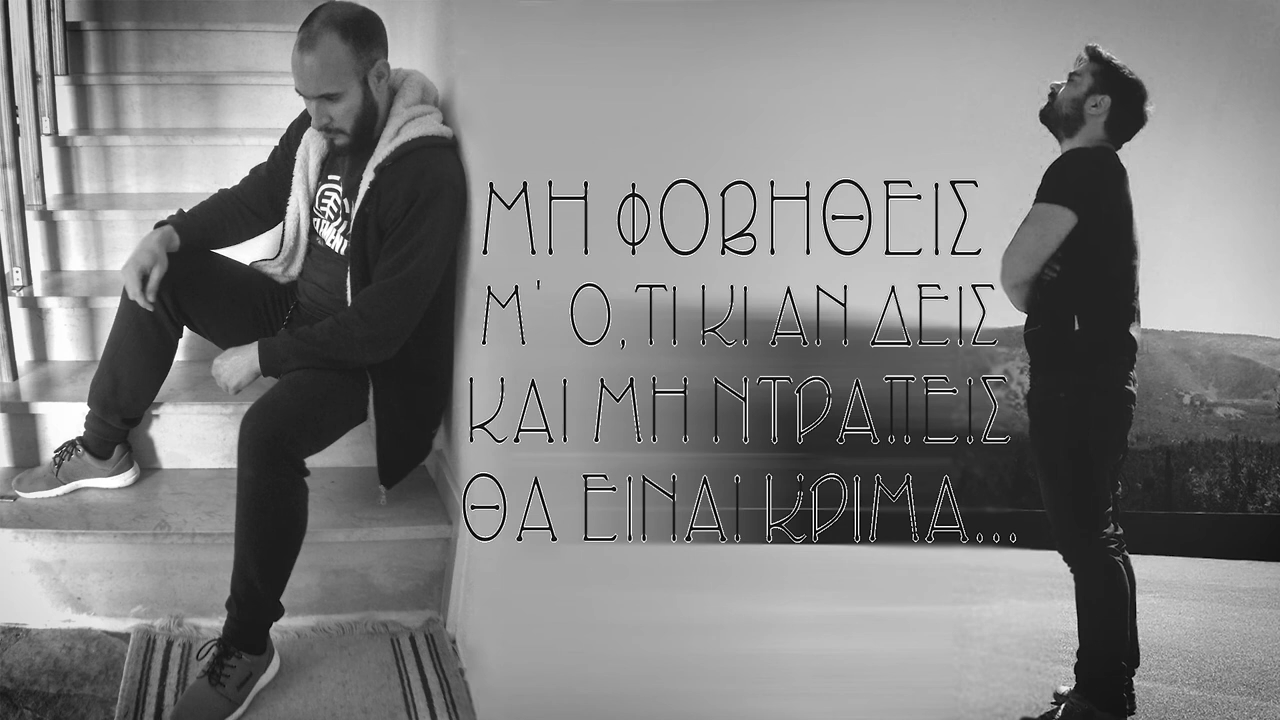 ΜΗ ΦΟΒΗΘΕΙΣ
Μ' Ο,ΤΙ ΚΙ ΑΝ ΔΕΙΣ
ΚΑΙ ΜΗ ΝΤΡΑΠΕΙΣ
ΘΑ ΕΙΝΑΙ ΚΡΙΜΑ...